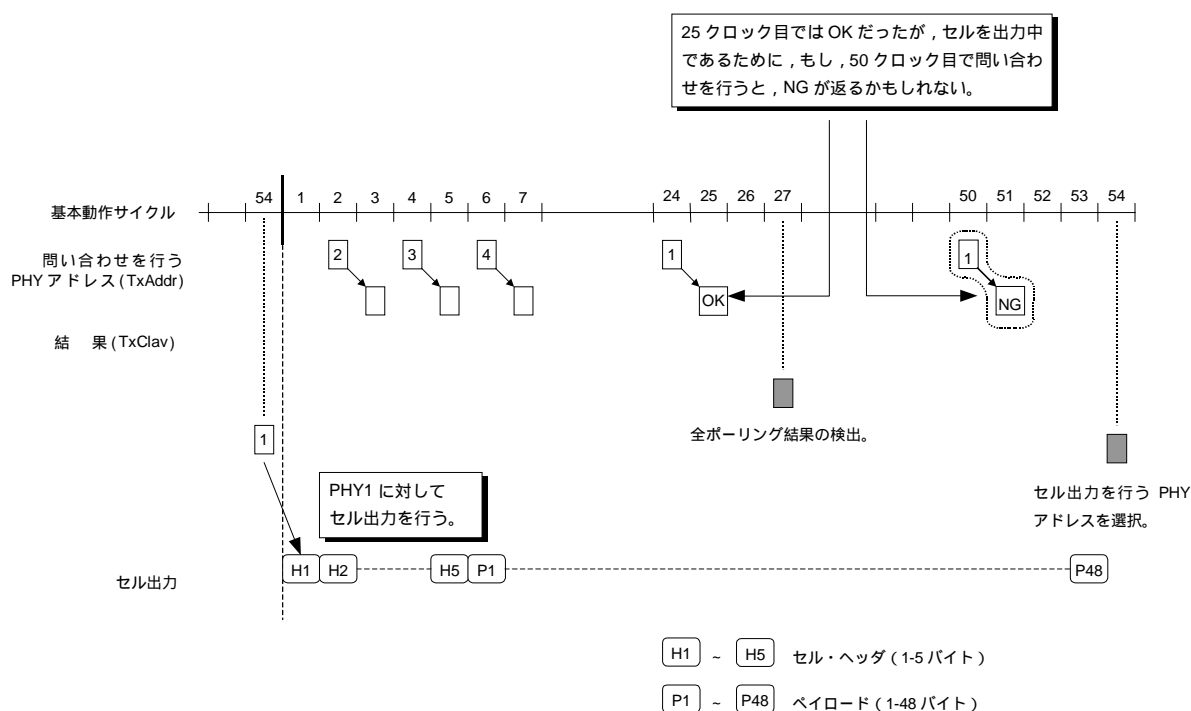 25 クロック目では OK だったが，セルを出力中
であるために，もし，50 クロック目で問い合わ
せを行うと，NG が返るかもしれない。
54 1 2 3 4 5 6 7 24 25 26 27 50 51 52 53 54
基本動作サイクル
問い合わせを行う
PHY アドレス(TxAddr)
2 3 4 1 1
OK NG
結 果(TxClav)
全ポーリング結果の検出。
1
PHY1 に対して
セル出力を行う。
セル出力を行う PHY
アドレスを選択。
セル出力
H1 H2 H5 P1 P48
H1 ~ H5 セル・ヘッダ（1-5 バイト）
P1 ~ P48 ペイロード（1-48 バイト）